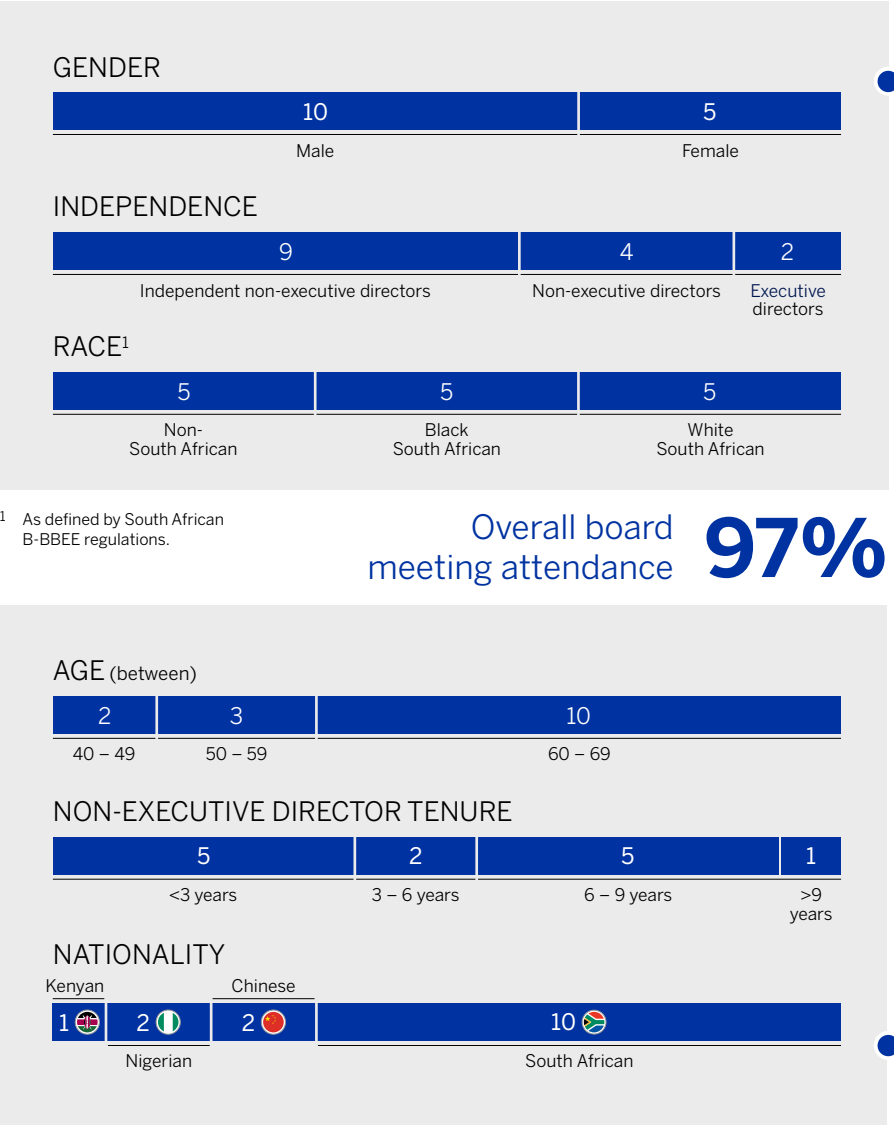 GENDER
10 5
Male Female
INDEPENDENCE
9 4 2
Independent non-executive directors Non-executive directors Executive
directors
RACE¹
5 5 5
Non-
South African
Black
South African
White
South African
¹ As defined by South African
B-BBEE regulations.
Overall board
meeting attendance
97%
AGE (between)
2 3 10
40 – 49 50 – 59 60 – 69
NON-EXECUTIVE DIRECTOR TENURE
5 2 5 1
<3 years 3 – 6 years 6 – 9 years >9
years
NATIONALITY
Kenyan Chinese
1 2 2 10
Nigerian South African